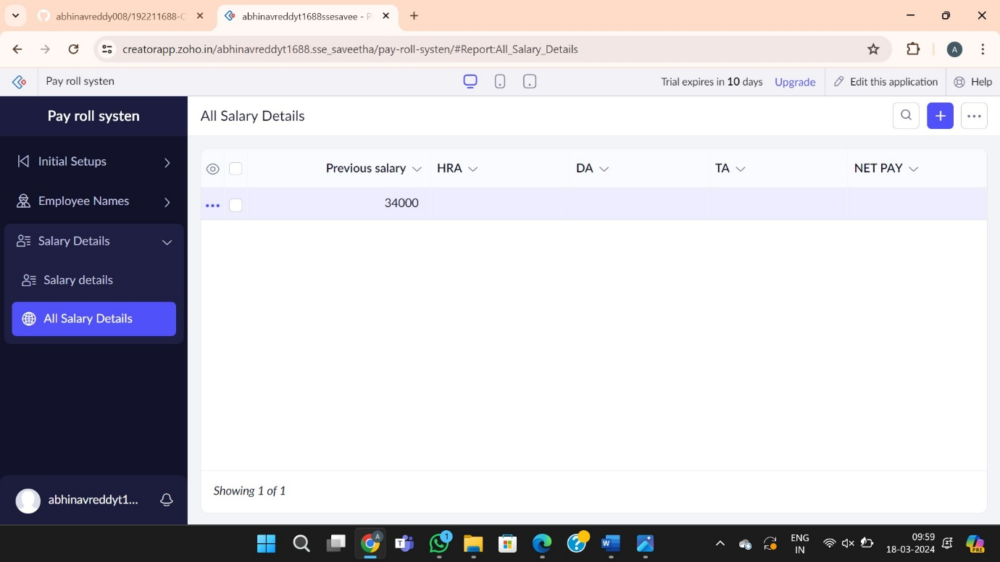 abhinavreddy008/192211688-C
abhinavreddyt1688ssesavee - P
creatorapp.zoho.in/abhinavreddyt1688.sse_saveetha/pay-roll-systen/#Report:All_Salary_Details
A
Pay roll systen
Trial expires in 10 days
Upgrade
Edit this application
Help
Pay roll systen
All Salary Details
Initial Setups
Employee Names
Salary Details
Salary details
All Salary Details
Previous salary
HRA
DA
TA
NET PAY
34000
Showing 1 of 1
abhinavreddyt1...
A
T
1
?
W
ENG
IN
09:59
18-03-2024
PRE